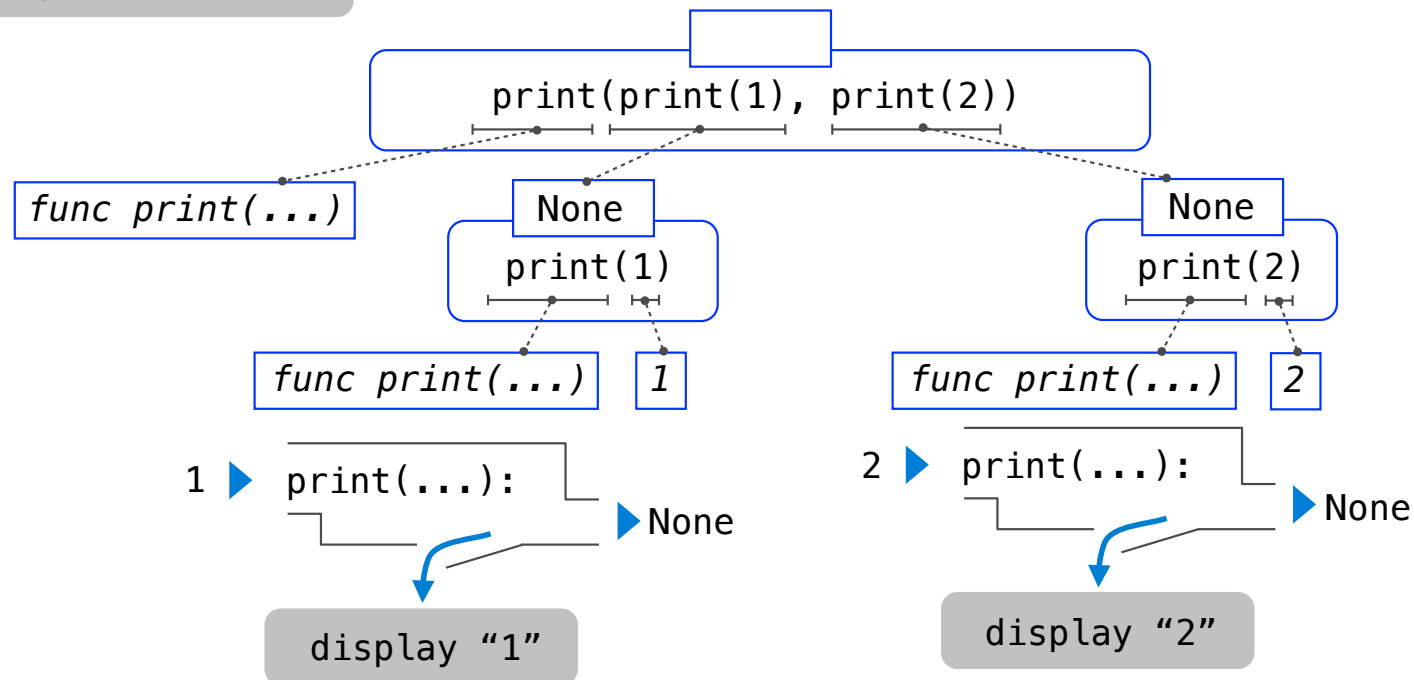 print(print(1), print(2))
func print(...)
None
None
print(1)
print(2)
func print(...)
1
func print(...)
2
1
print(...):
None
2
print(...):
None
display “1”
display “2”